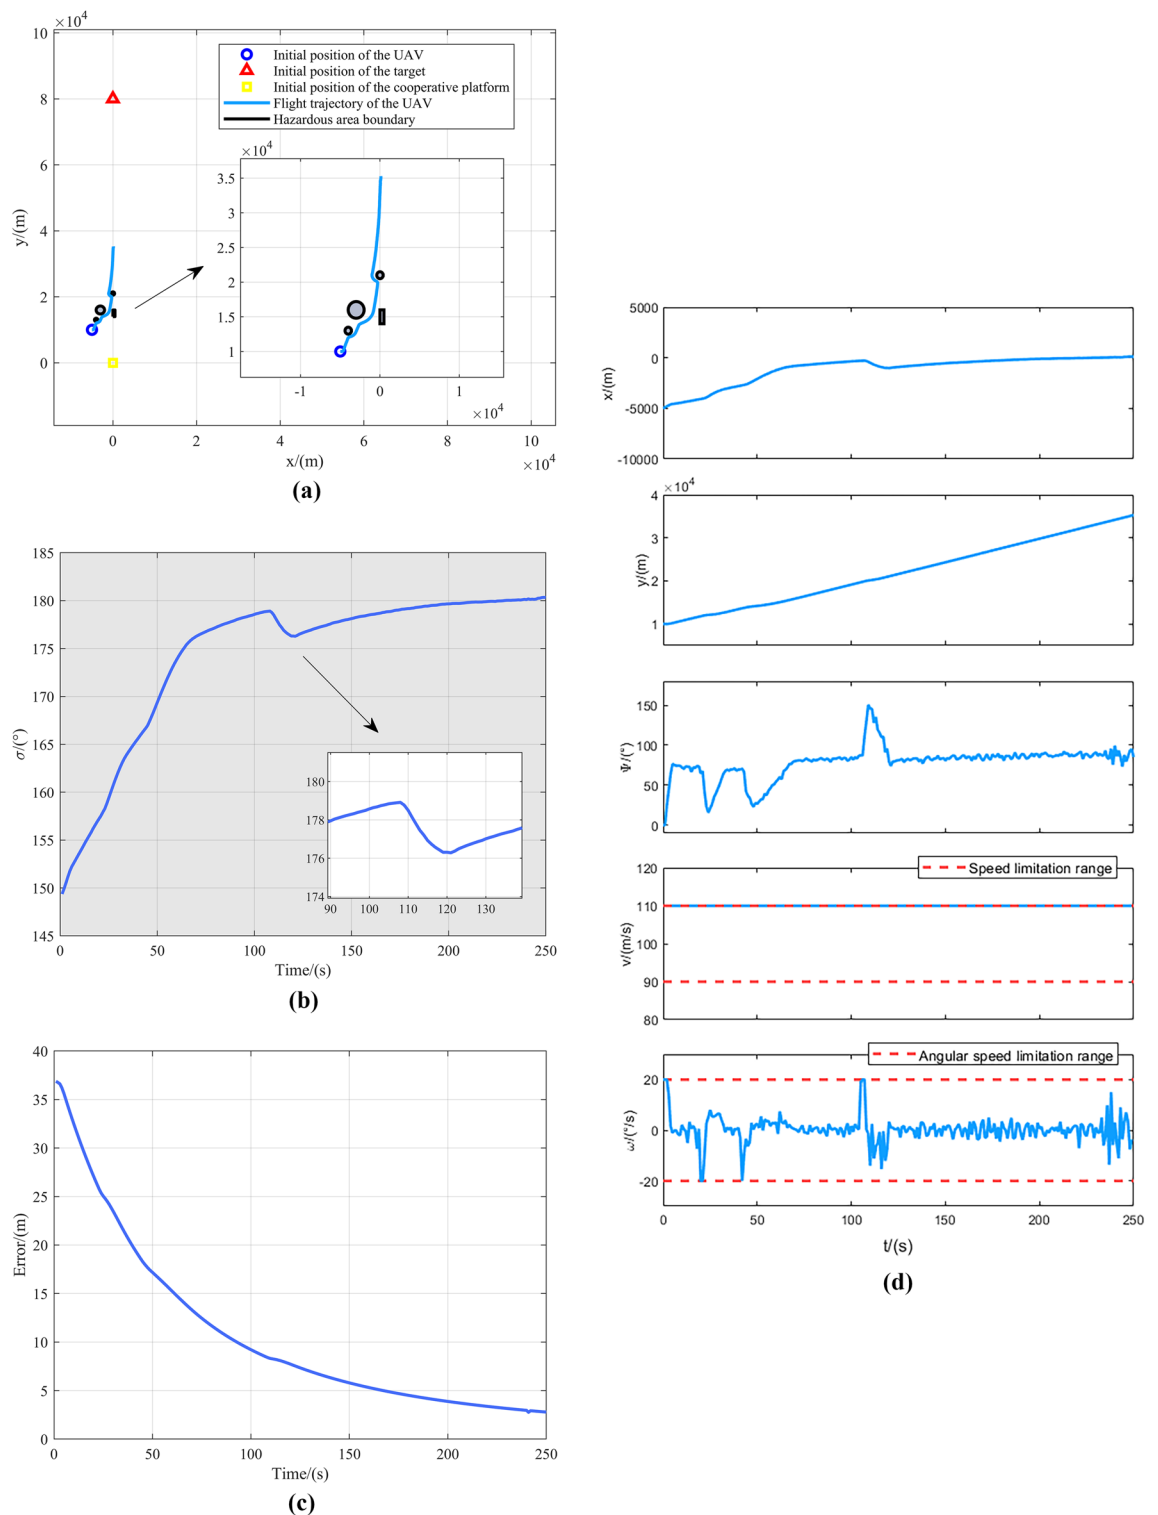 ×10⁴
10
8
6
4
2
0
y/(m)
Initial position of the UAV
Initial position of the target
Initial position of the cooperative platform
Flight trajectory of the UAV
Hazardous area boundary
×10⁴
3.5
3
2.5
2
1.5
1
-1 0 1
×10⁴
0 2 4 6 8 10
x/(m)
×10⁴
(a)
185
180
175
170
165
160
155
150
145
σ/(°)
180
178
176
174
90 100 110 120 130
0 50 100 150 200 250
Time/(s)
(b)
40
35
30
25
20
15
10
5
0
Error/(m)
0 50 100 150 200 250
Time/(s)
(c)
5000
0
-5000
-10000
x/(m)
×10⁴
4
3
2
1
y/(m)
150
100
50
0
Ψ/(°)
Speed limitation range
120
110
100
90
80
v/(m/s)
Angular speed limitation range
20
0
-20
ω/(°/s)
0 50 100 150 200 250
t/(s)
(d)